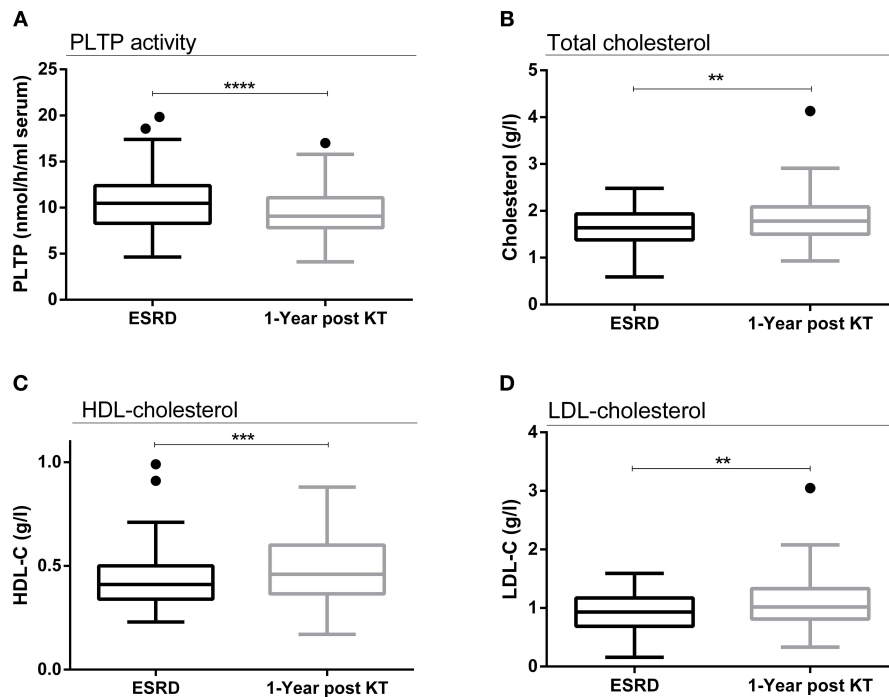 A
PLTP activity
PLTP (nmol/h/ml serum)
25
20
15
10
5
0
****
ESRD
1-Year post KT
B
Total cholesterol
Cholesterol (g/l)
5
4
3
2
1
0
**
ESRD
1-Year post KT
C
HDL-cholesterol
HDL-C (g/l)
1.0
0.5
0.0
***
ESRD
1-Year post KT
D
LDL-cholesterol
LDL-C (g/l)
4
3
2
1
0
**
ESRD
1-Year post KT